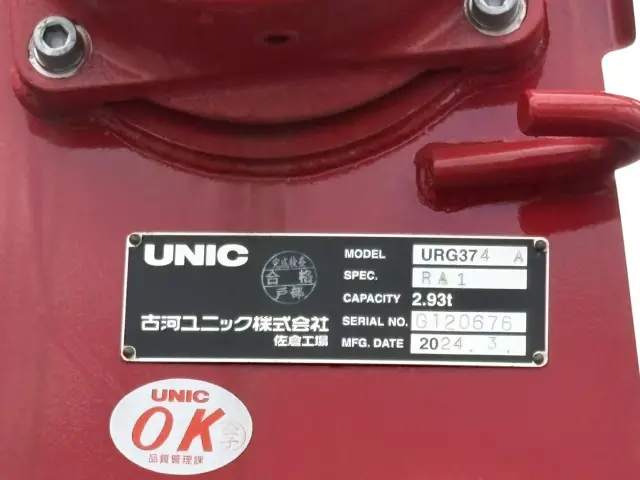 UNIC
完成検査
合格
戸部
古河ユニック株式会社
佐倉工場
MODEL URG374 A
SPEC. RA1
CAPACITY 2.93t
SERIAL NO. G120676
MFG. DATE 2024.3.
UNIC
OK
品質管理課